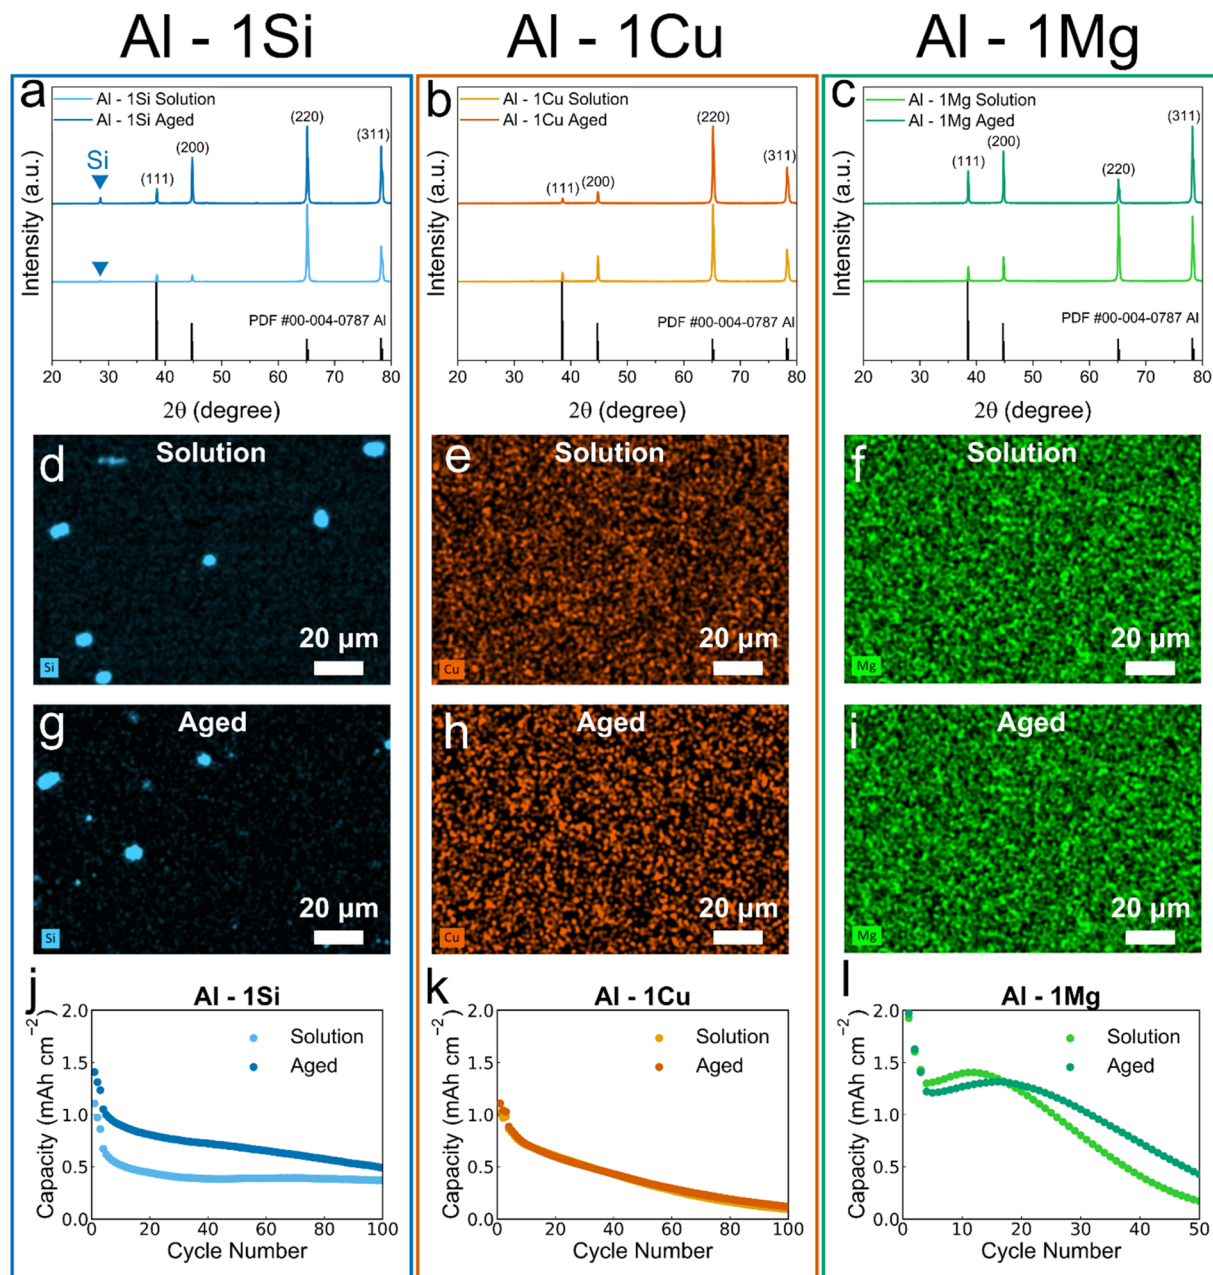 Al - 1Si
Al - 1Cu
Al - 1Mg
a
Al - 1Si Solution
Al - 1Si Aged
Si
(111)
(200)
(220)
(311)
PDF #00-004-0787 Al
Intensity (a.u.)
20 30 40 50 60 70 80
2θ (degree)
b
Al - 1Cu Solution
Al - 1Cu Aged
(111)
(200)
(220)
(311)
PDF #00-004-0787 Al
Intensity (a.u.)
20 30 40 50 60 70 80
2θ (degree)
c
Al - 1Mg Solution
Al - 1Mg Aged
(111)
(200)
(220)
(311)
PDF #00-004-0787 Al
Intensity (a.u.)
20 30 40 50 60 70 80
2θ (degree)
d
Solution
20 µm
Si
e
Solution
20 µm
Cu
f
Solution
20 µm
Mg
g
Aged
20 µm
Si
h
Aged
20 µm
Cu
i
Aged
20 µm
Mg
j
Al - 1Si
Solution
Aged
Capacity (mAh cm⁻²)
2.0
1.5
1.0
0.5
0.0
0 20 40 60 80 100
Cycle Number
k
Al - 1Cu
Solution
Aged
Capacity (mAh cm⁻²)
2.0
1.5
1.0
0.5
0.0
0 20 40 60 80 100
Cycle Number
l
Al - 1Mg
Solution
Aged
Capacity (mAh cm⁻²)
2.0
1.5
1.0
0.5
0.0
0 10 20 30 40 50
Cycle Number